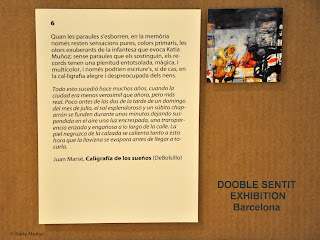 6
Quan les paraules s'esborren, en la memòria
només resten sensacions pures, colors primaris, les
olors exuberants de la infantesa que evoca Katia
Muñoz; sense paraules que els sostinguin, els re-
cords tenen una plenitud entotsolada, màgica, i
multicolor, i només podrien escriure's, si de cas, en
la cal·ligrafia alegre i despreocupada dels nens.
Todo esto sucedió hace muchos años, cuando la
ciudad era menos verosímil que ahora, pero más
real. Poco antes de las dos de la tarde de un domingo
del mes de julio, el sol esplendoroso y un súbito chap-
arrón se funden durante unos minutos dejando sus-
pendida en el aire una luz encrespada, una transpar-
encia erizada y engañosa a lo largo de la calle. La
piel negruzca de la calzada se calienta tanto a esta
hora que la llovizna se evapora antes de llegar a to-
carla.
Juan Marsé, Caligrafía de los sueños (DeBolsillo)
DOOBLE SENTIT
EXHIBITION
Barcelona
© Katia Muñoz